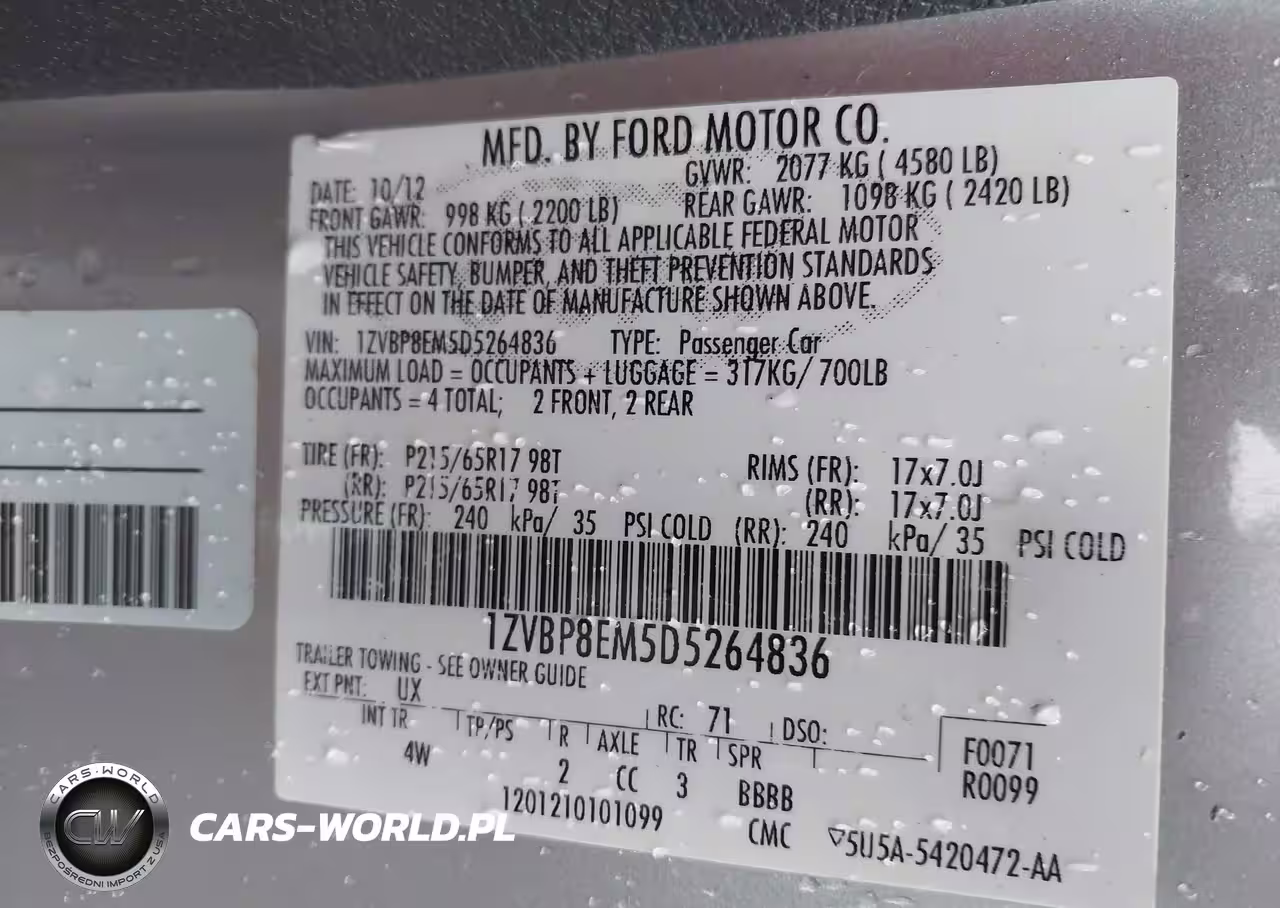 MFD. BY FORD MOTOR CO.
DATE: 10/12 GVWR: 2077 KG ( 4580 LB)
FRONT GAWR: 998 KG ( 2200 LB) REAR GAWR: 1098 KG ( 2420 LB)
THIS VEHICLE CONFORMS TO ALL APPLICABLE FEDERAL MOTOR
VEHICLE SAFETY, BUMPER, AND THEFT PREVENTION STANDARDS
IN EFFECT ON THE DATE OF MANUFACTURE SHOWN ABOVE.
VIN: 1ZVBP8EM5D5264836 TYPE: Passenger Car
MAXIMUM LOAD = OCCUPANTS + LUGGAGE = 317KG/ 700LB
OCCUPANTS = 4 TOTAL; 2 FRONT, 2 REAR
TIRE (FR): P215/65R17 98T RIMS (FR): 17x7.0J
(RR): P215/65R17 98T (RR): 17x7.0J
PRESSURE (FR): 240 kPa/ 35 PSI COLD (RR): 240 kPa/ 35 PSI COLD
1ZVBP8EM5D5264836
TRAILER TOWING - SEE OWNER GUIDE
EXT PNT: UX RC: 71 DSO:
INT TR TP/PS R AXLE TR SPR F0071
4W 2 CC 3 BBBB R0099
1201210101099 CMC ▽5U5A-5420472-AA
CARS-WORLD
CW
BEZPOŚREDNI IMPORT Z USA
CARS-WORLD.PL